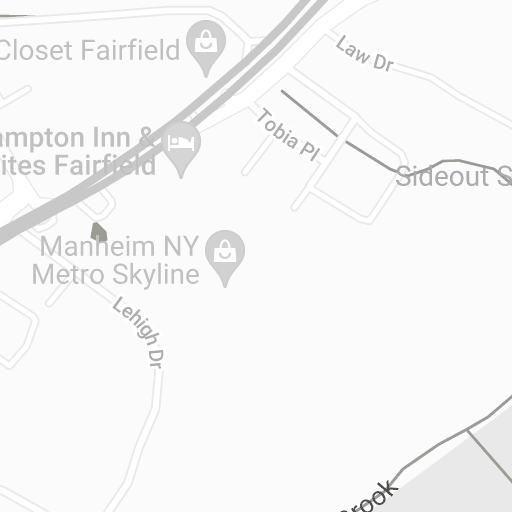 Closet Fairfield
Law Dr
ampton Inn &
ites Fairfield
Tobia Pl
Sideout S
Manheim NY
Metro Skyline
Lehigh Dr
Brook